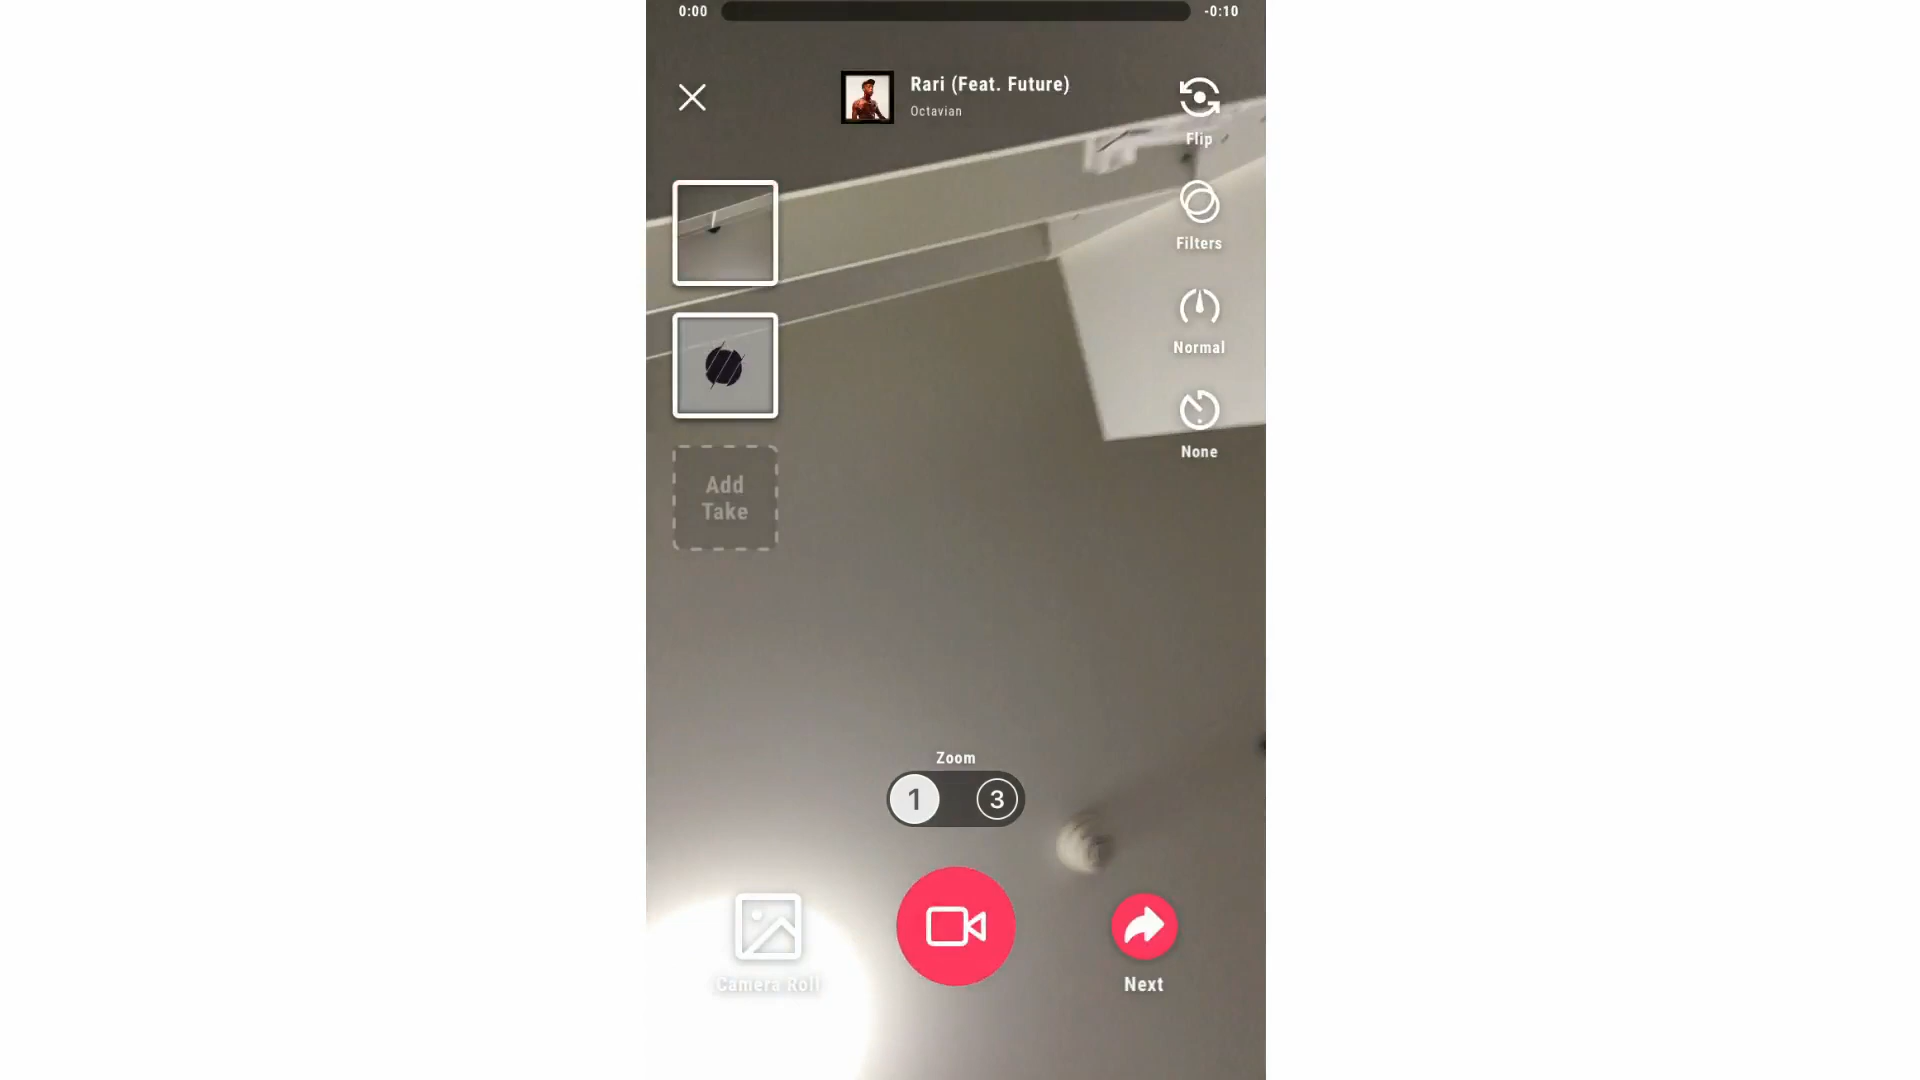 0:00
-0:10
Rari (Feat. Future)
Octavian
Flip
Filters
Normal
None
Add
Take
Zoom
1
3
Camera Roll
Next